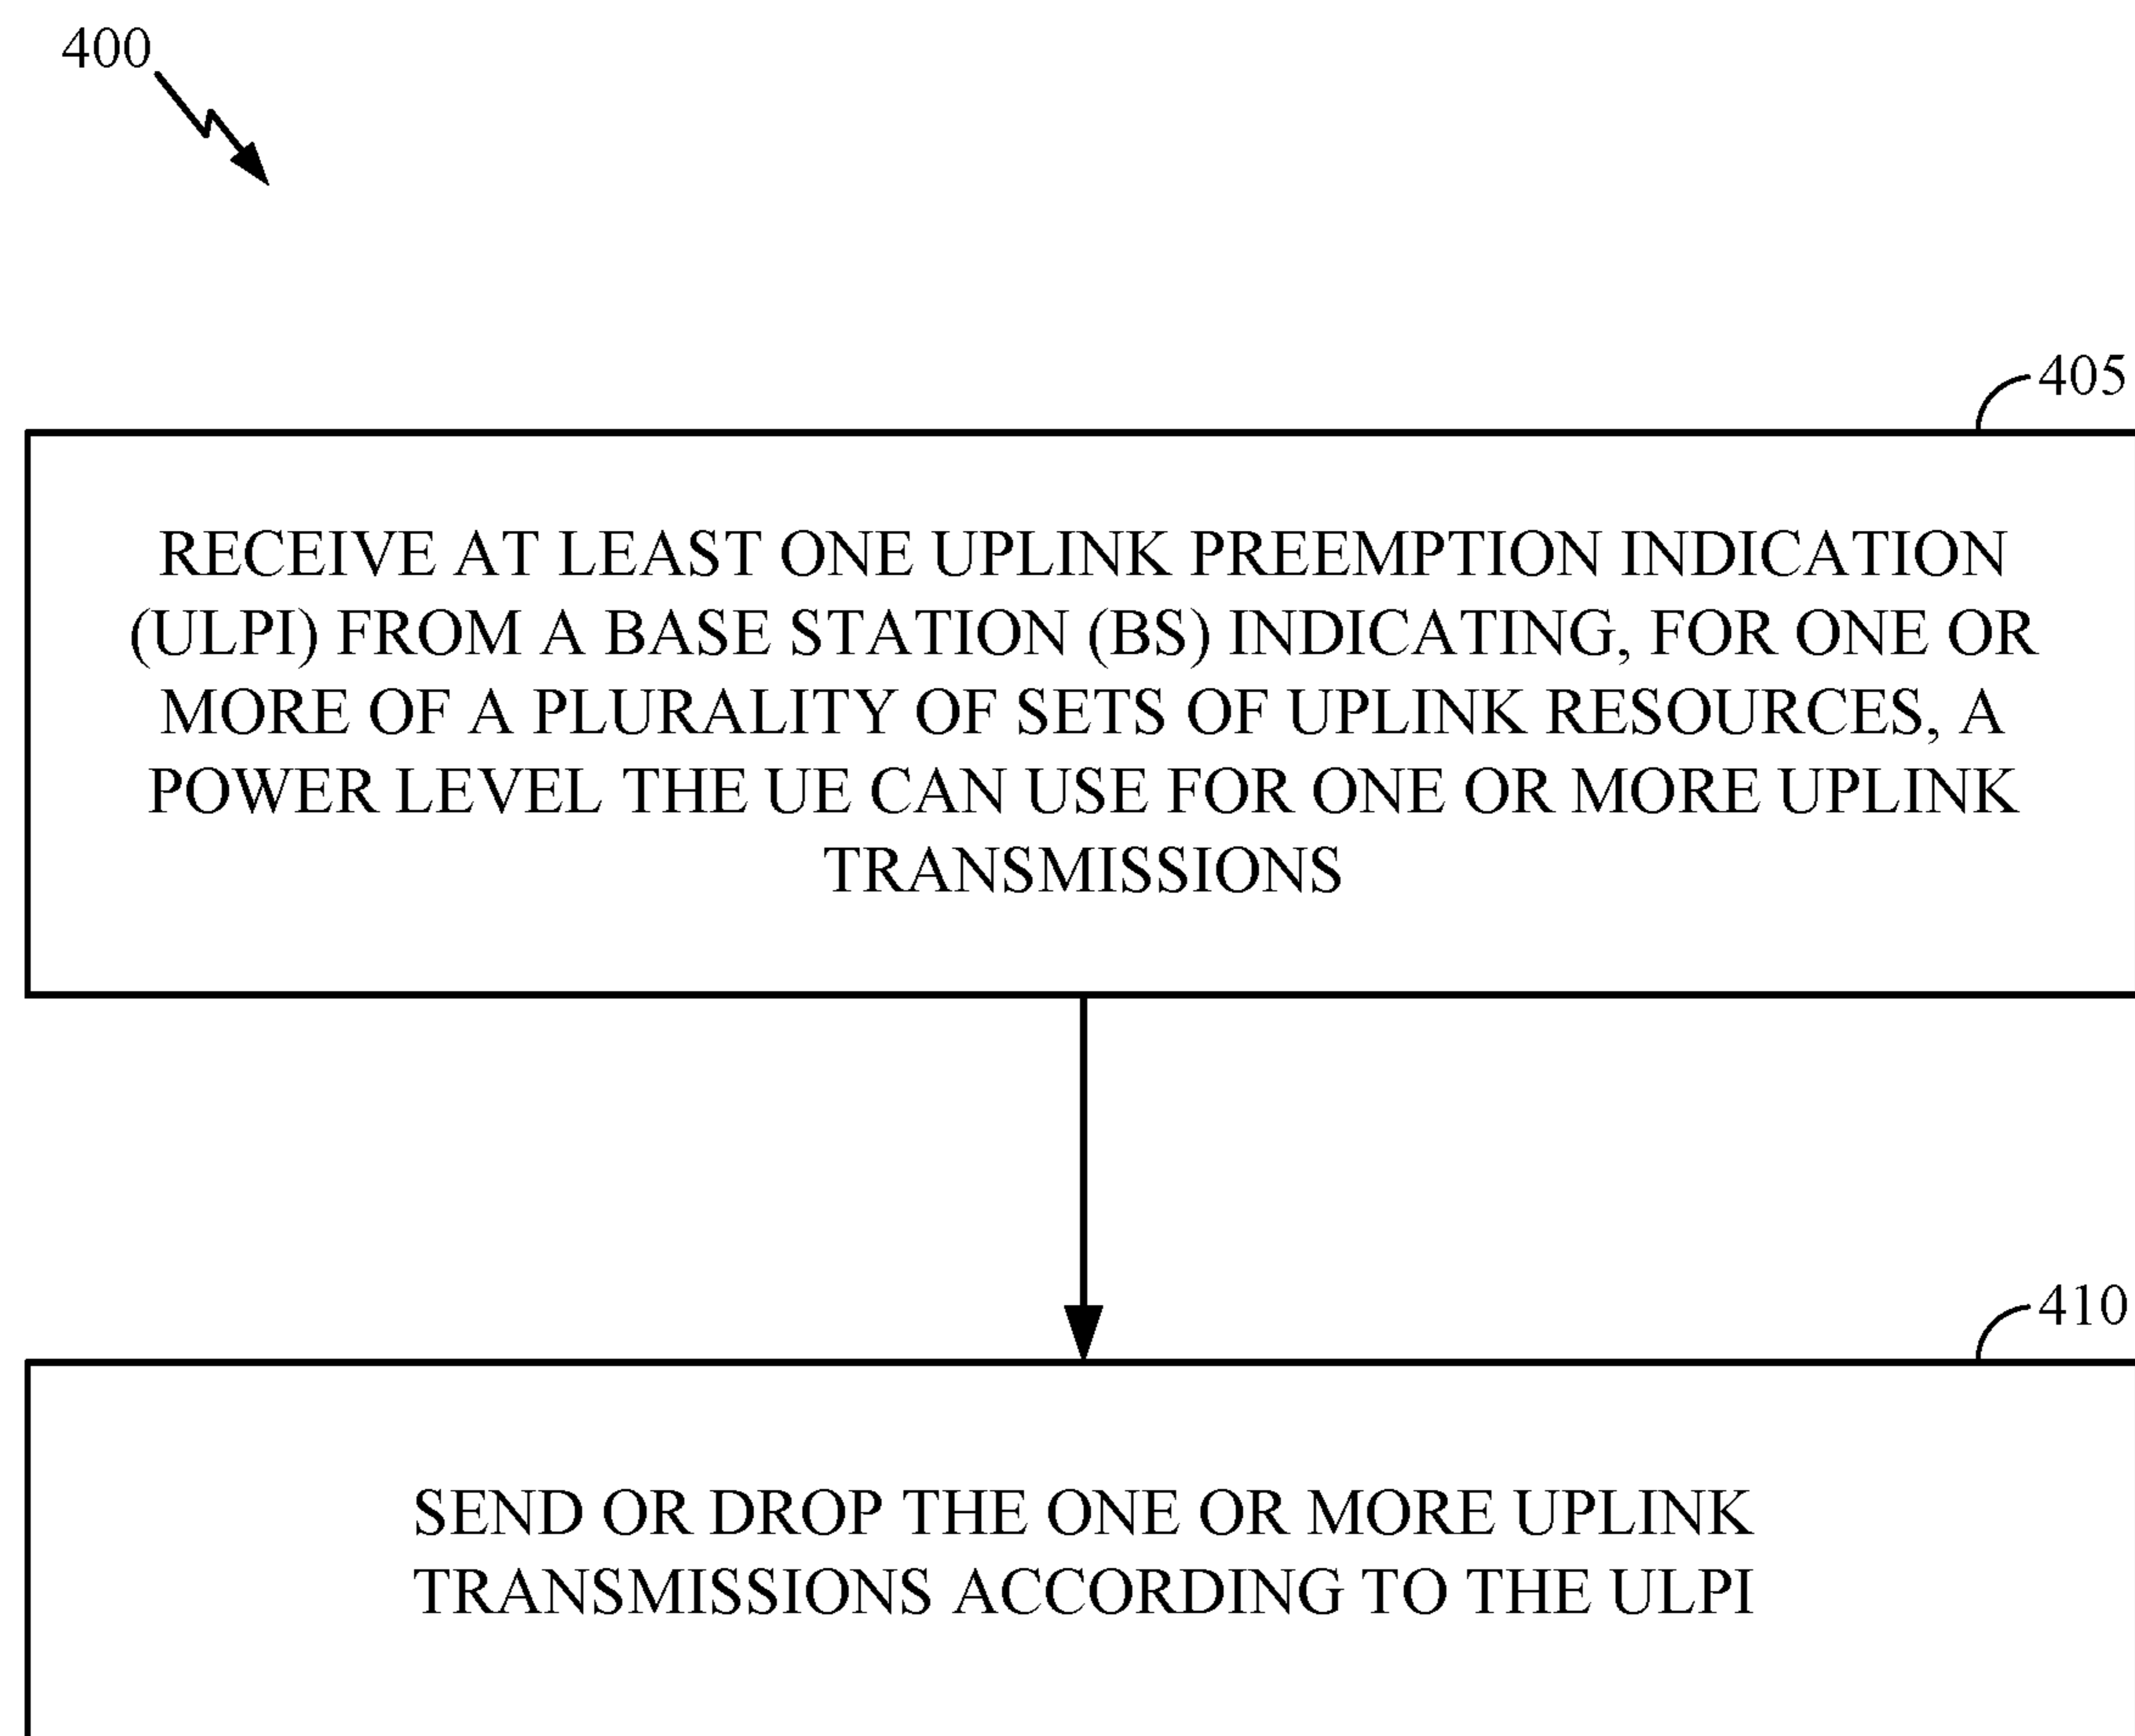 400
405
RECEIVE AT LEAST ONE UPLINK PREEMPTION INDICATION
(ULPI) FROM A BASE STATION (BS) INDICATING, FOR ONE OR
MORE OF A PLURALITY OF SETS OF UPLINK RESOURCES, A
POWER LEVEL THE UE CAN USE FOR ONE OR MORE UPLINK
TRANSMISSIONS
410
SEND OR DROP THE ONE OR MORE UPLINK
TRANSMISSIONS ACCORDING TO THE ULPI